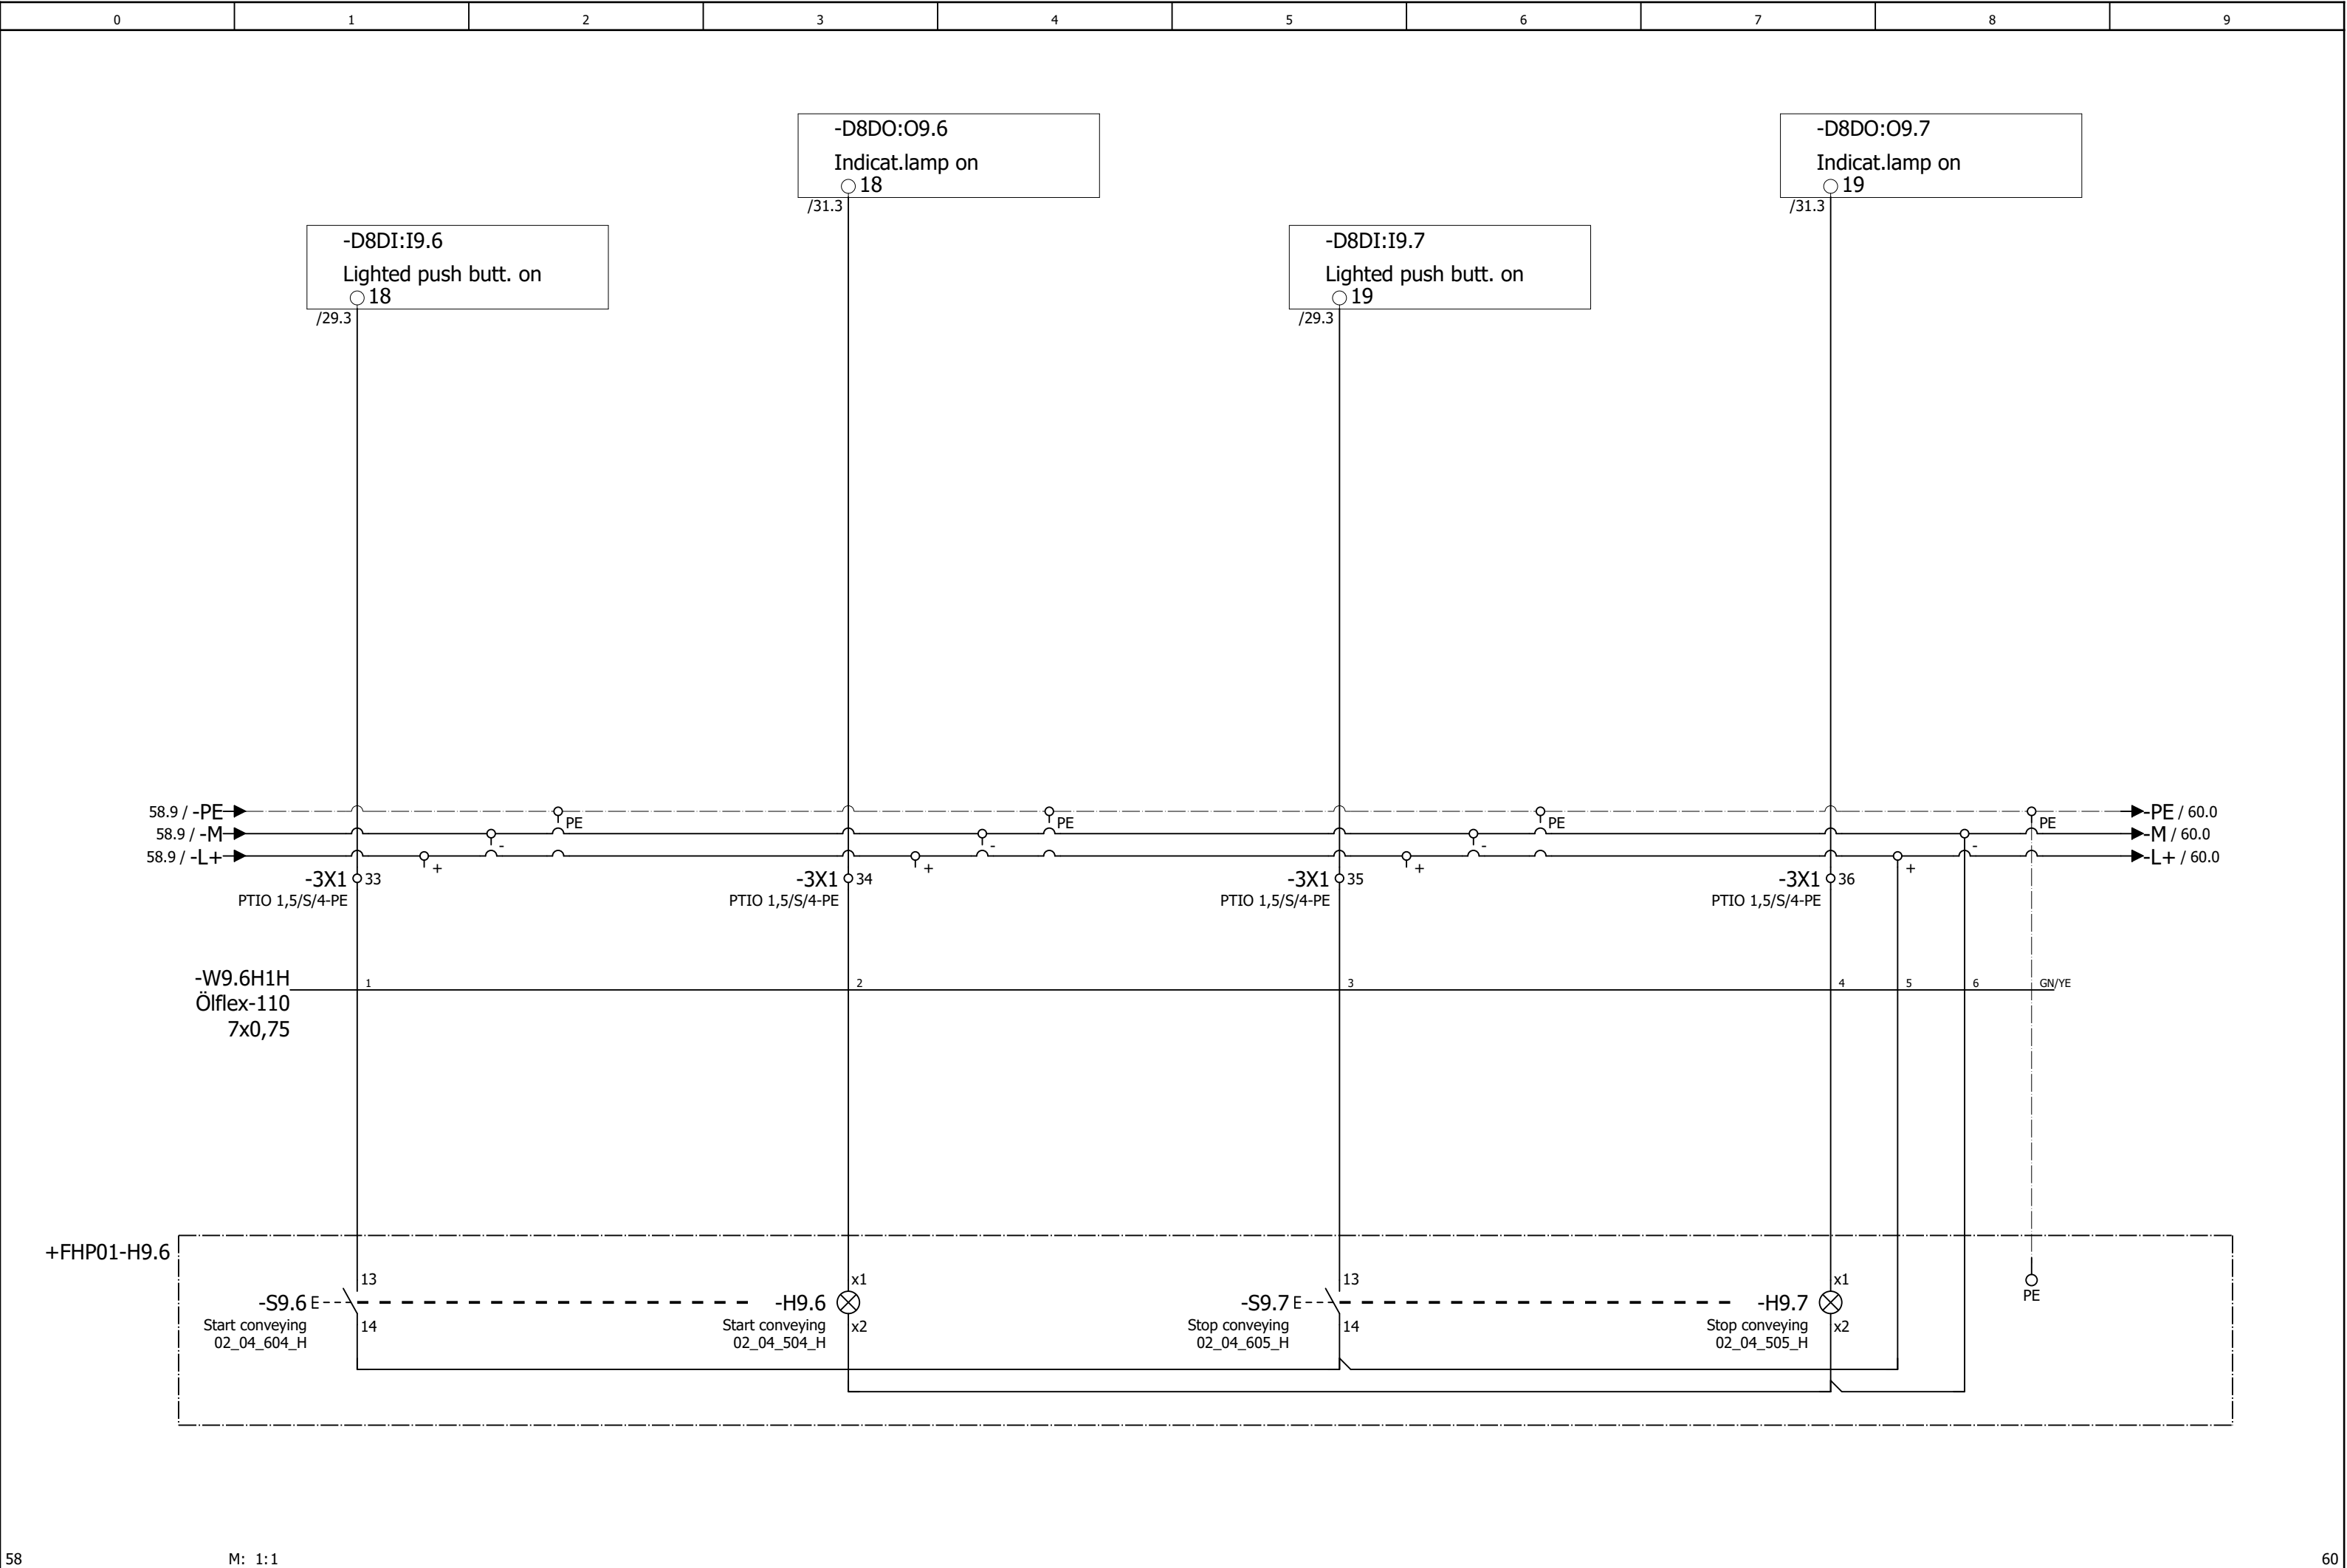 0 1 2 3 4 5 6 7 8 9
-D8DO:O9.6
Indicat.lamp on
18
/31.3
-D8DO:O9.7
Indicat.lamp on
19
/31.3
-D8DI:I9.6
Lighted push butt. on
18
/29.3
-D8DI:I9.7
Lighted push butt. on
19
/29.3
58.9 / -PE
PE PE PE PE
-PE / 60.0
58.9 / -M
- - - -
-M / 60.0
58.9 / -L+
+ + + +
-L+ / 60.0
-3X1 33
PTIO 1,5/S/4-PE
-3X1 34
PTIO 1,5/S/4-PE
-3X1 35
PTIO 1,5/S/4-PE
-3X1 36
PTIO 1,5/S/4-PE
-W9.6H1H
Ölflex-110
7x0,75
1 2 3 4 5 6 GN/YE
+FHP01-H9.6
13
-S9.6
14
Start conveying
02_04_604_H
x1
-H9.6
x2
Start conveying
02_04_504_H
13
-S9.7
14
Stop conveying
02_04_605_H
x1
-H9.7
x2
Stop conveying
02_04_505_H
PE
58
M: 1:1
60